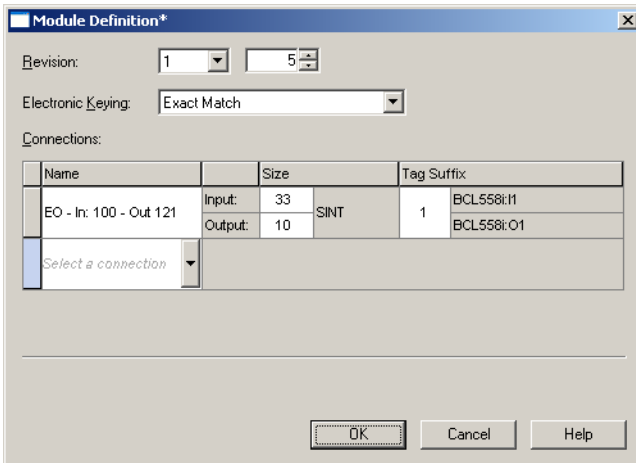 Module Definition*
Revision: 1 5
Electronic Keying: Exact Match
Connections:
Name Size Tag Suffix
EO - In: 100 - Out 121 Input: 33 SINT 1 BCL558i:I1
Output: 10 BCL558i:O1
Select a connection
OK Cancel Help